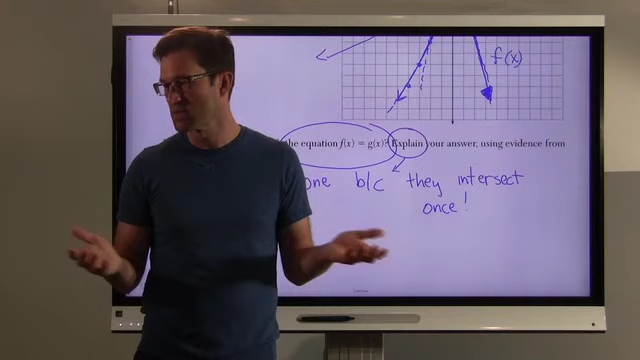 f(x)
the equation f(x) = g(x)? Explain your answer, using evidence from
one b/c they intersect
once!